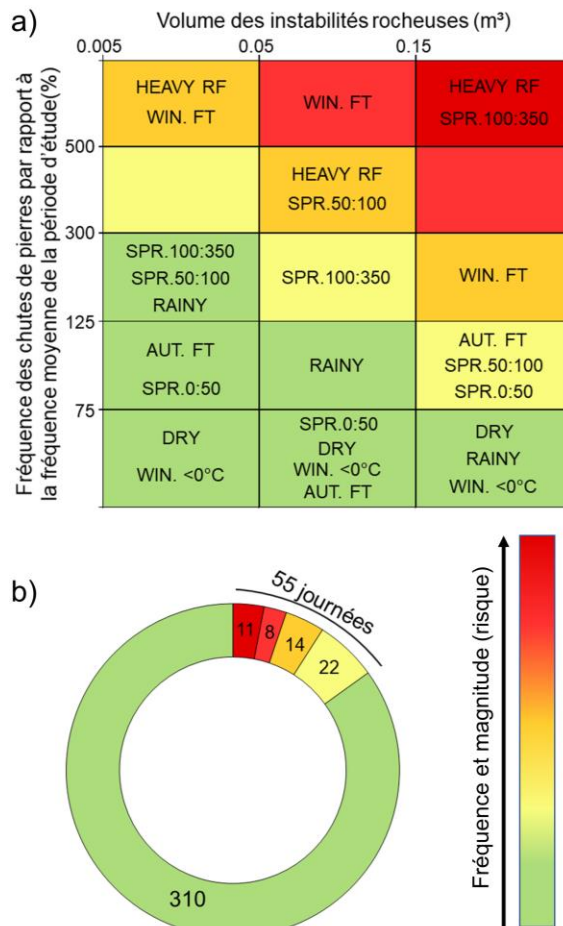 a)
Volume des instabilités rocheuses (m³)
0.005
0.05
0.15
Fréquence des chutes de pierres par rapport à
la fréquence moyenne de la période d'étude(%)
HEAVY RF
WIN. FT
WIN. FT
HEAVY RF
SPR.100:350
500
HEAVY RF
SPR.50:100
300
SPR.100:350
SPR.50:100
RAINY
SPR.100:350
WIN. FT
125
AUT. FT
SPR.0:50
RAINY
AUT. FT
SPR.50:100
SPR.0:50
75
DRY
WIN. <0°C
SPR.0:50
DRY
WIN. <0°C
AUT. FT
DRY
RAINY
WIN. <0°C
b)
55 journées
11
8
14
22
310
Fréquence et magnitude (risque)